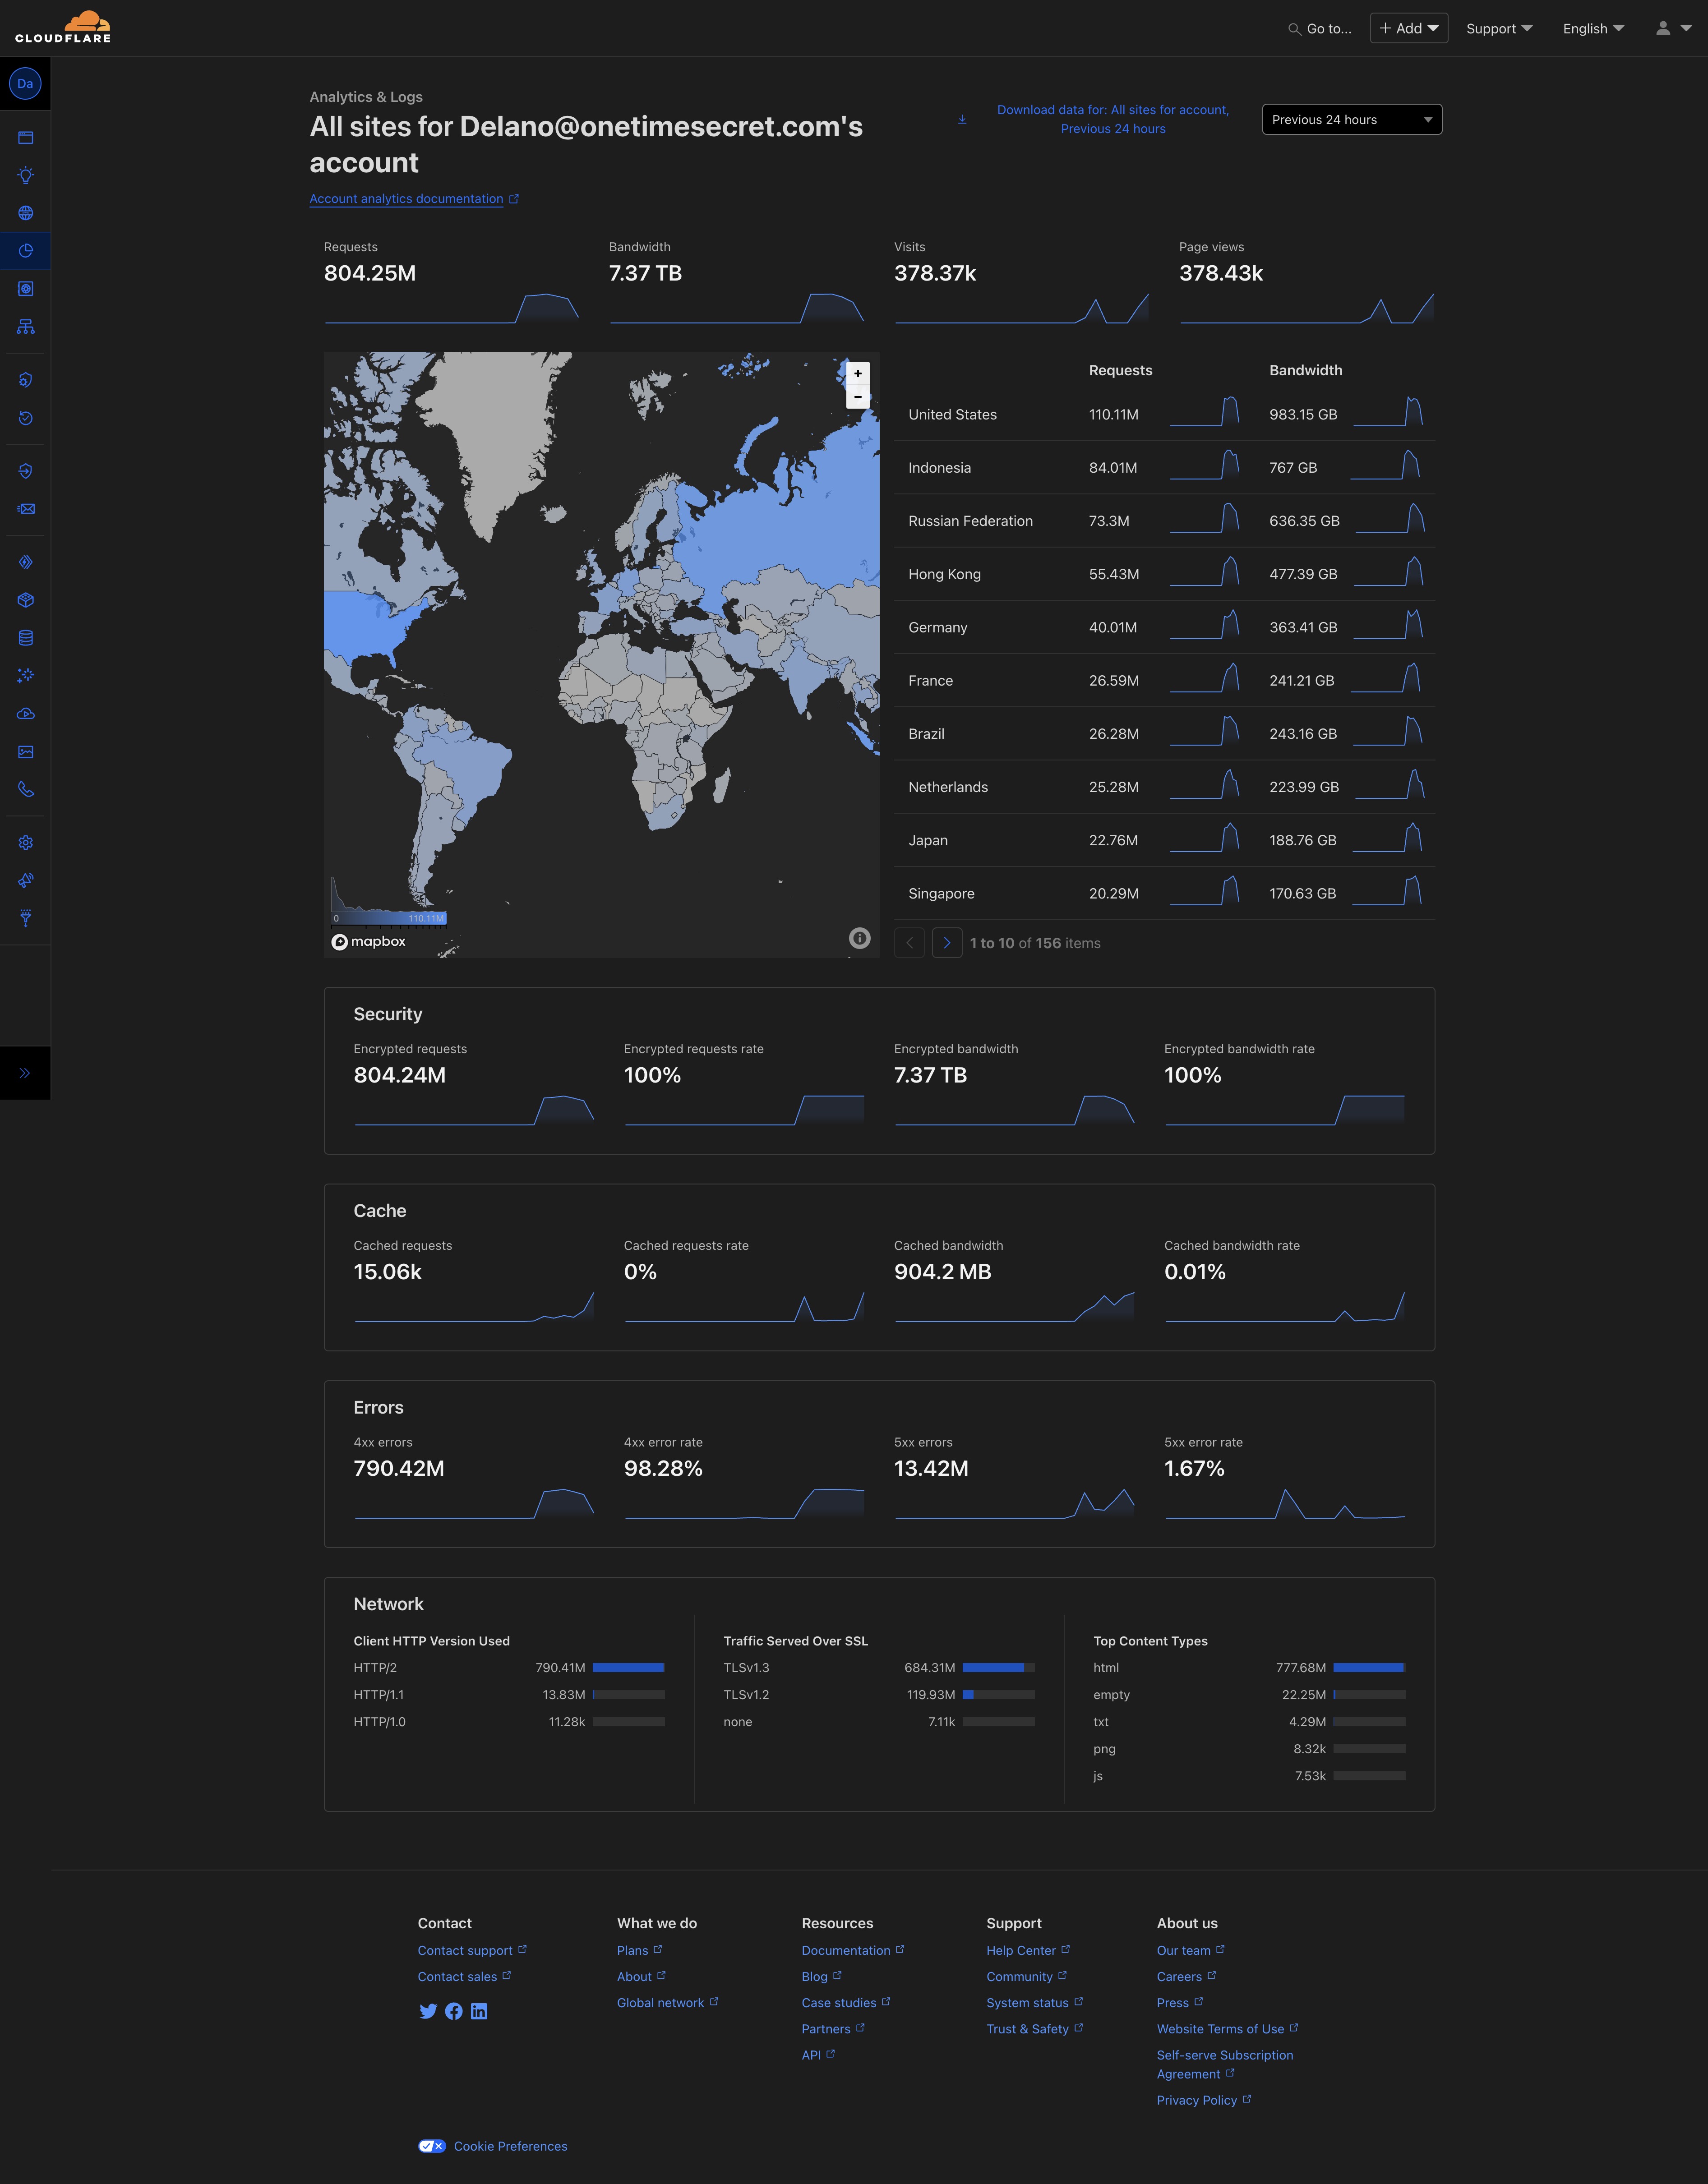 CLOUDFLARE
Go to...
Add
Support
English
Da
Analytics & Logs
All sites for Delano@onetimesecret.com's
account
Account analytics documentation
Download data for: All sites for account,
Previous 24 hours
Previous 24 hours
Requests
804.25M
Bandwidth
7.37 TB
Visits
378.37k
Page views
378.43k
+
−
0
110.11M
mapbox
Requests Bandwidth
United States 110.11M 983.15 GB
Indonesia 84.01M 767 GB
Russian Federation 73.3M 636.35 GB
Hong Kong 55.43M 477.39 GB
Germany 40.01M 363.41 GB
France 26.59M 241.21 GB
Brazil 26.28M 243.16 GB
Netherlands 25.28M 223.99 GB
Japan 22.76M 188.76 GB
Singapore 20.29M 170.63 GB
1 to 10 of 156 items
Security
Encrypted requests
804.24M
Encrypted requests rate
100%
Encrypted bandwidth
7.37 TB
Encrypted bandwidth rate
100%
Cache
Cached requests
15.06k
Cached requests rate
0%
Cached bandwidth
904.2 MB
Cached bandwidth rate
0.01%
Errors
4xx errors
790.42M
4xx error rate
98.28%
5xx errors
13.42M
5xx error rate
1.67%
Network
Client HTTP Version Used
HTTP/2 790.41M
HTTP/1.1 13.83M
HTTP/1.0 11.28k
Traffic Served Over SSL
TLSv1.3 684.31M
TLSv1.2 119.93M
none 7.11k
Top Content Types
html 777.68M
empty 22.25M
txt 4.29M
png 8.32k
js 7.53k
Contact
Contact support
Contact sales
What we do
Plans
About
Global network
Resources
Documentation
Blog
Case studies
Partners
API
Support
Help Center
Community
System status
Trust & Safety
About us
Our team
Careers
Press
Website Terms of Use
Self-serve Subscription
Agreement
Privacy Policy
Cookie Preferences